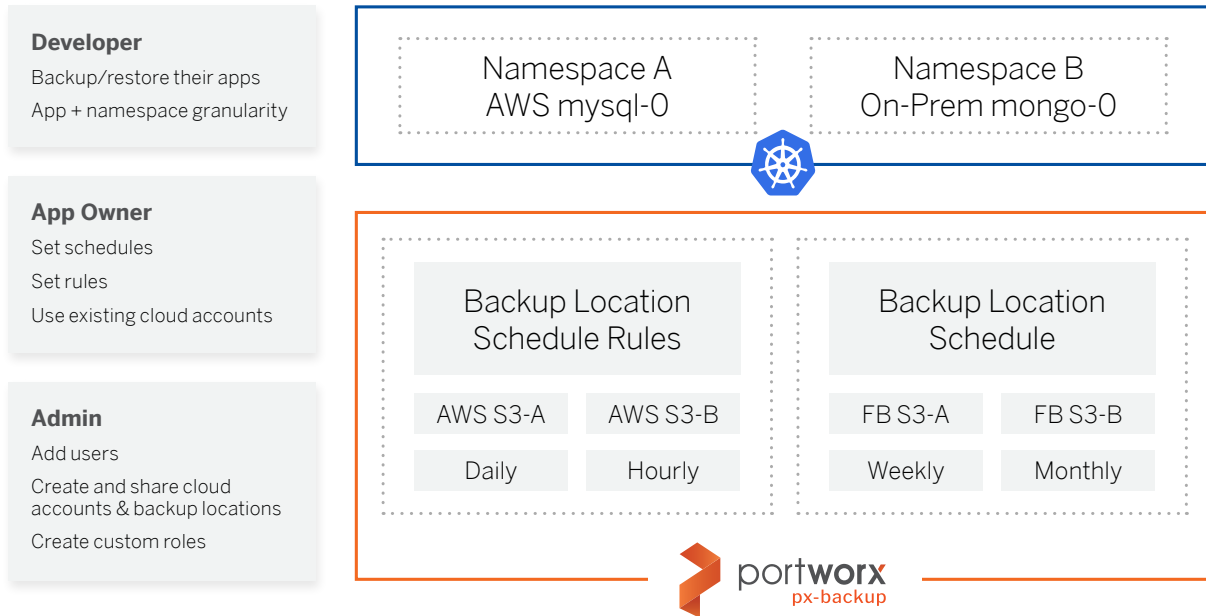 Developer
Backup/restore their apps
App + namespace granularity
App Owner
Set schedules
Set rules
Use existing cloud accounts
Admin
Add users
Create and share cloud
accounts & backup locations
Create custom roles
Namespace A
AWS mysql-0
Namespace B
On-Prem mongo-0
Backup Location
Schedule Rules
AWS S3-A
AWS S3-B
Daily
Hourly
Backup Location
Schedule
FB S3-A
FB S3-B
Weekly
Monthly
portworx
px-backup